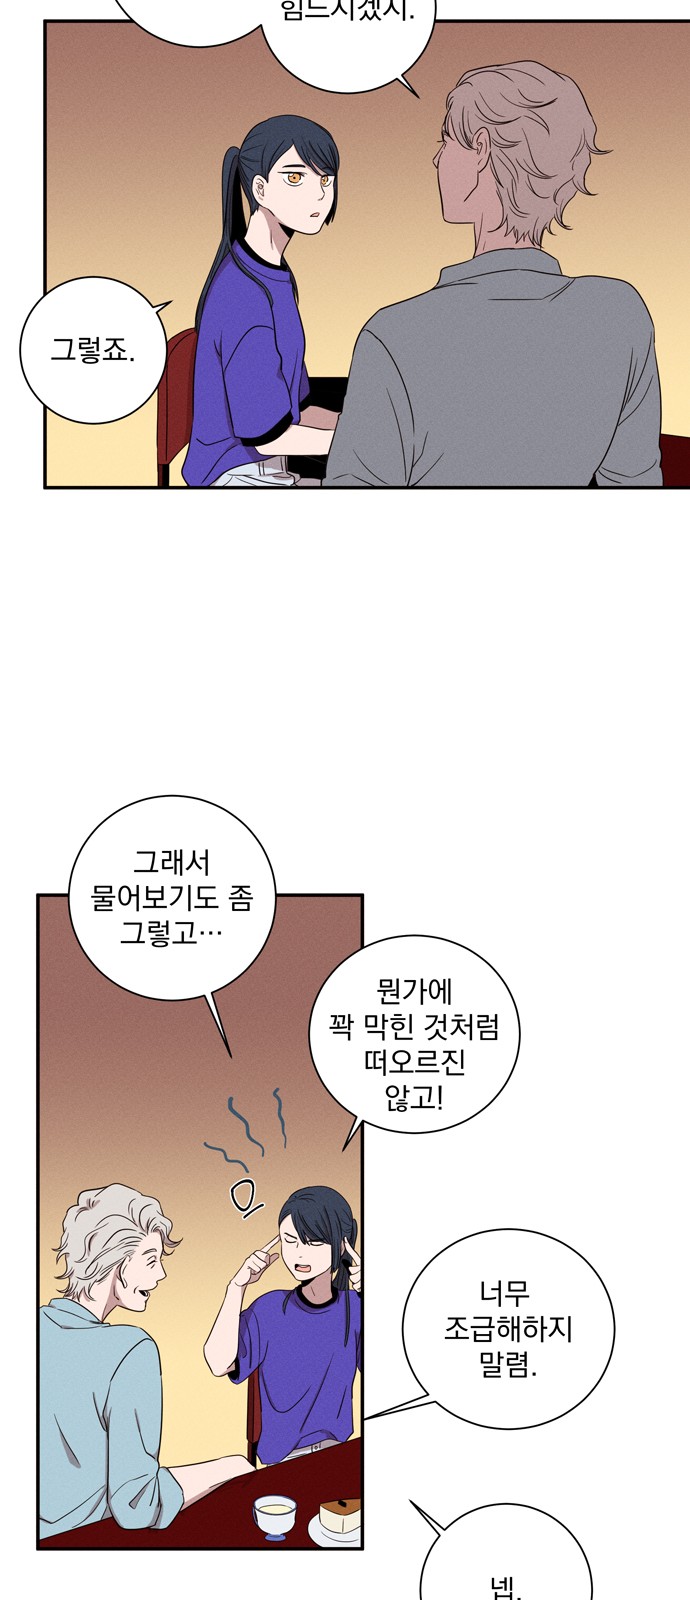 힘드시겠지.
그렇죠.
그래서
물어보기도 좀
그렇고…
뭔가에
꽉 막힌 것처럼
떠오르진
않고!
너무
조급해하지
말렴.
넵.